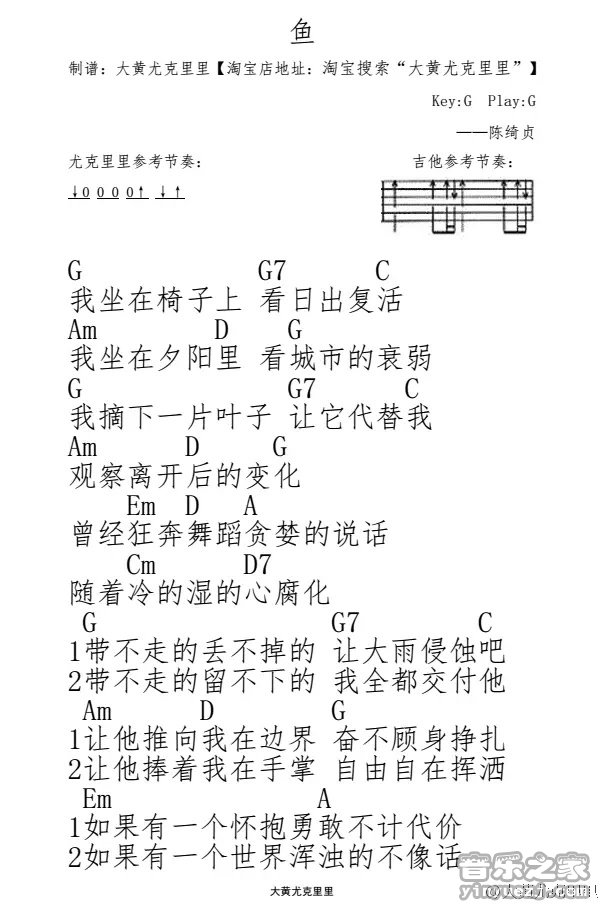 鱼
制谱：大黄尤克里里【淘宝店地址：淘宝搜索“大黄尤克里里”】
Key:G Play:G
——陈绮贞
尤克里里参考节奏： 吉他参考节奏：
↓0 0 0 0↑ ↓↑
G G7 C
我坐在椅子上 看日出复活
Am D G
我坐在夕阳里 看城市的衰弱
G G7 C
我摘下一片叶子 让它代替我
Am D G
观察离开后的变化
Em D A
曾经狂奔舞蹈贪婪的说话
Cm D7
随着冷的湿的心腐化
G G7 C
1带不走的丢不掉的 让大雨侵蚀吧
2带不走的留不下的 我全都交付他
Am D G
1让他推向我在边界 奋不顾身挣扎
2让他捧着我在手掌 自由自在挥洒
Em A
1如果有一个怀抱勇敢不计代价
2如果有一个世界浑浊的不像话
音乐之家
大黄尤克里里